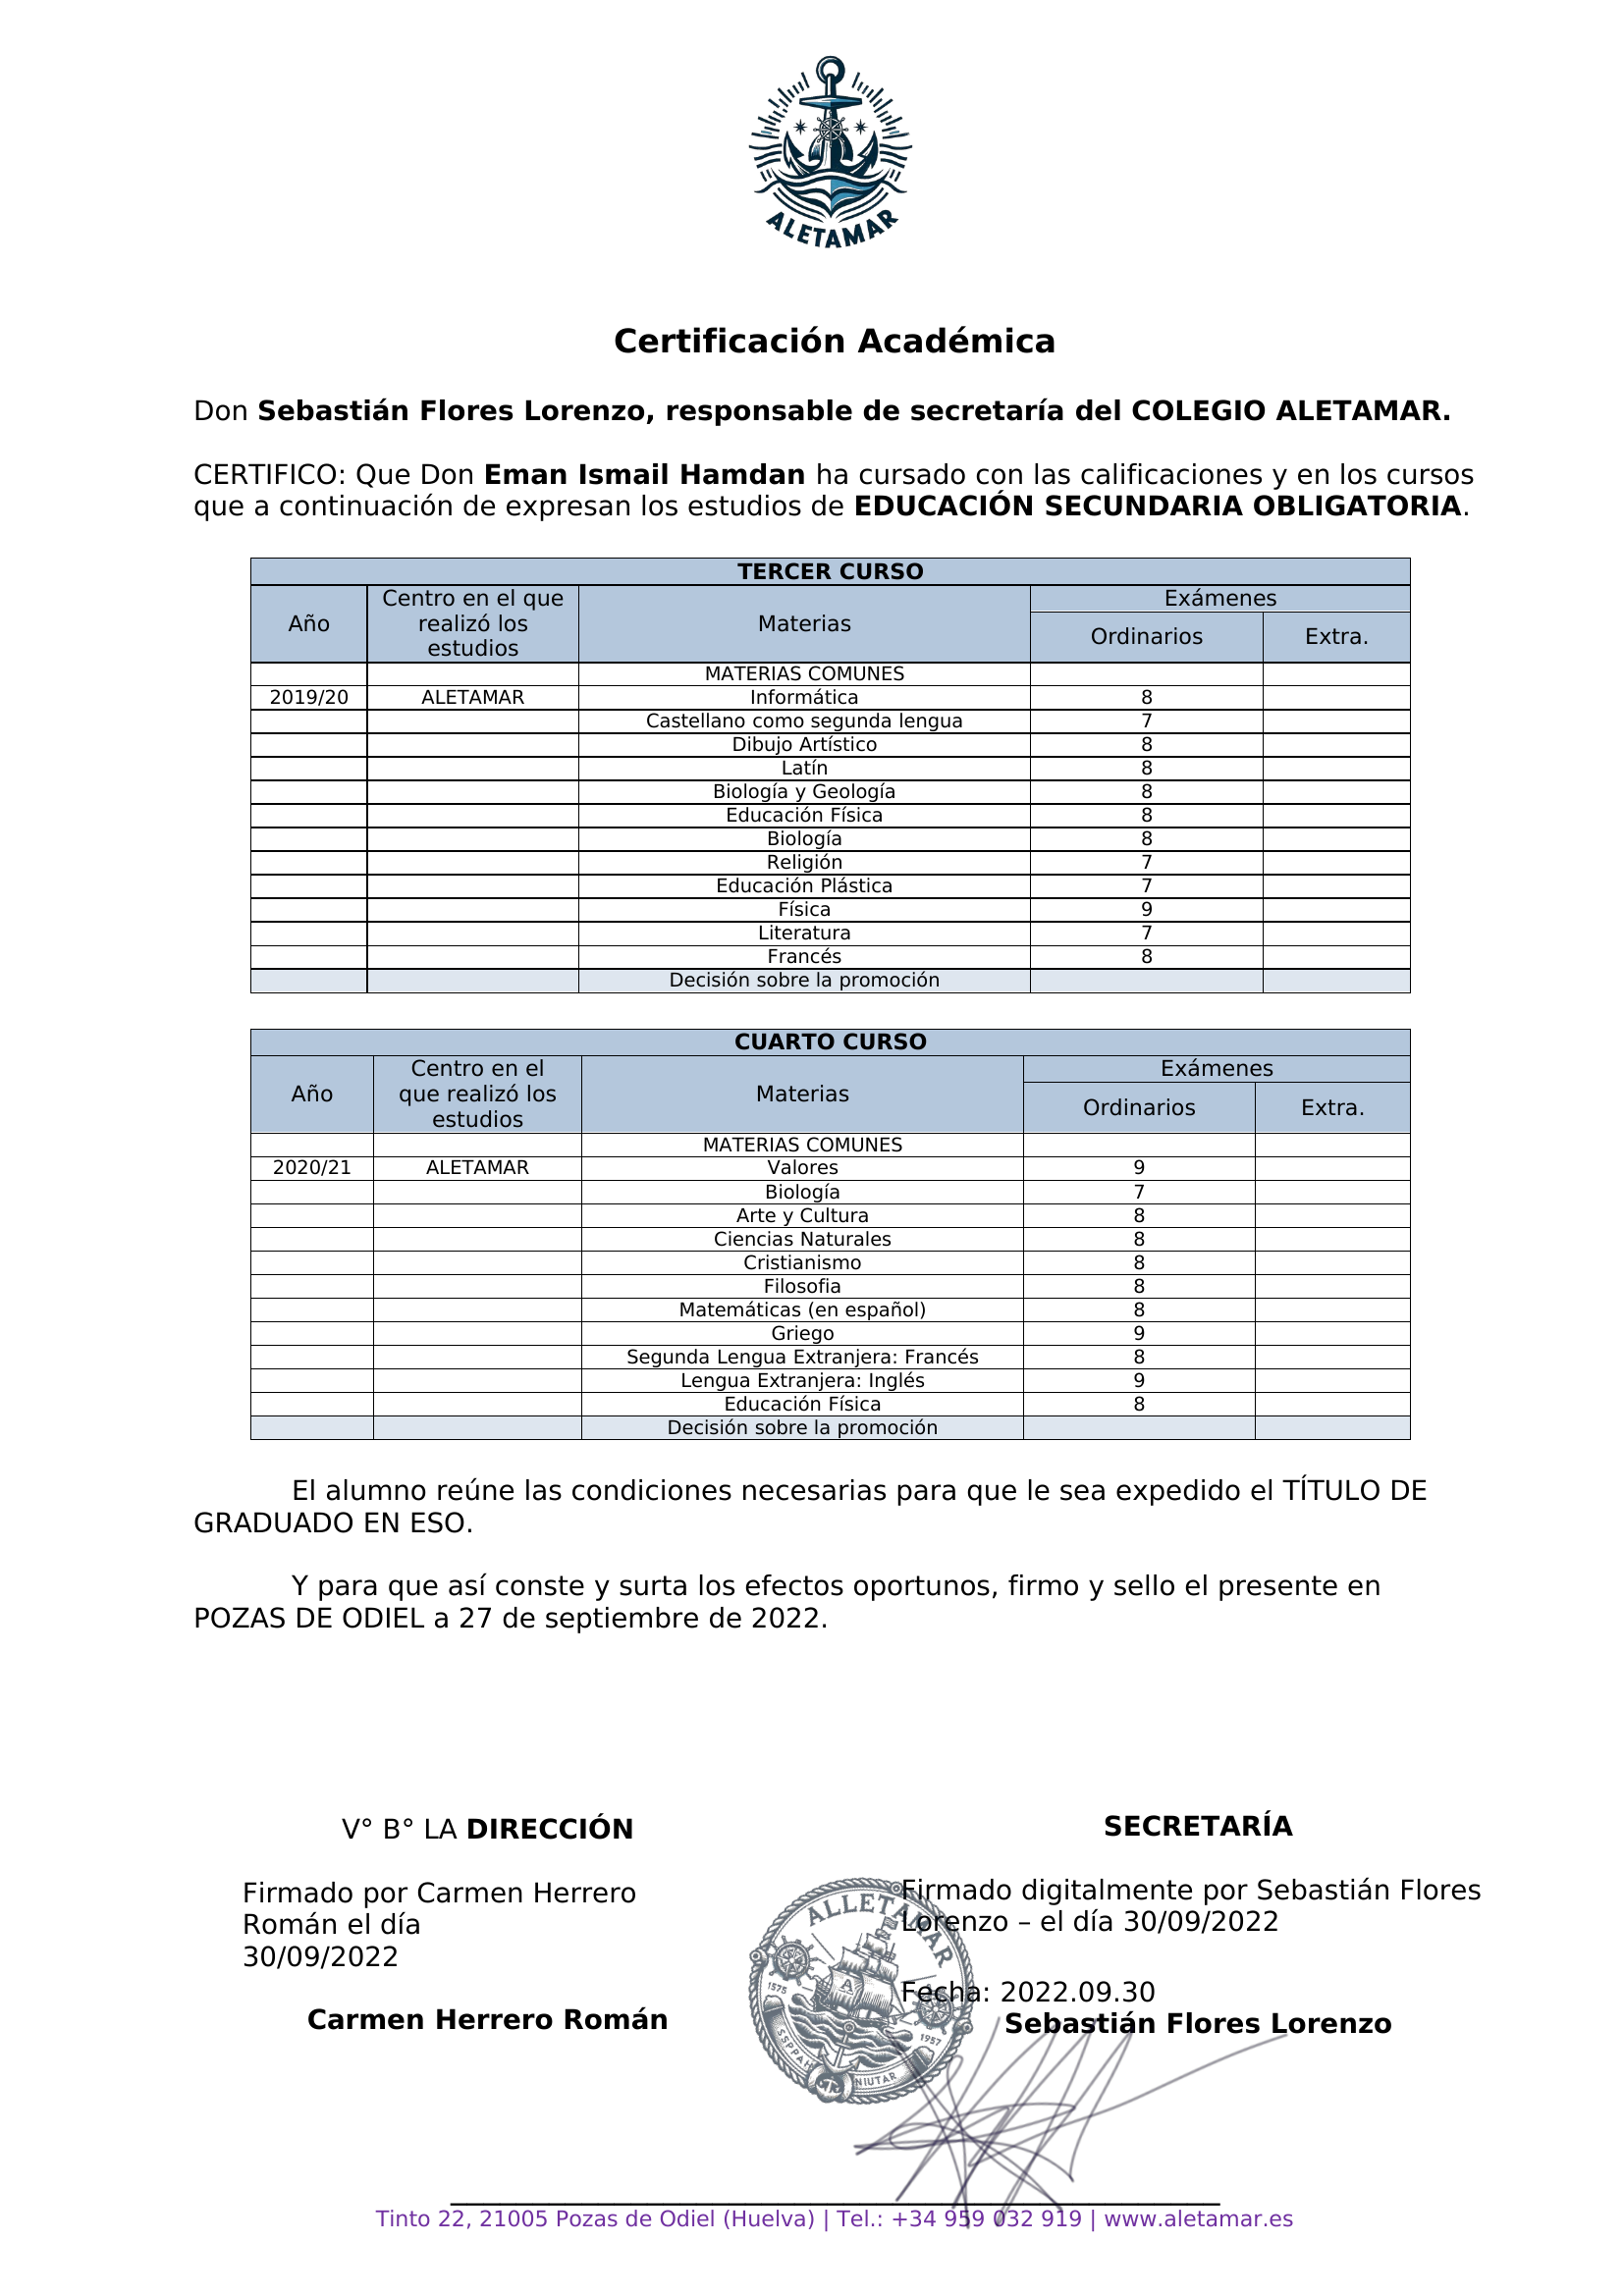 ALETAMAR
Certificación Académica
Don Sebastián Flores Lorenzo, responsable de secretaría del COLEGIO ALETAMAR.
CERTIFICO: Que Don Eman Ismail Hamdan ha cursado con las calificaciones y en los cursos
que a continuación de expresan los estudios de EDUCACIÓN SECUNDARIA OBLIGATORIA.
TERCER CURSO
Año Centro en el que realizó los estudios Materias Exámenes
Ordinarios Extra.
MATERIAS COMUNES
2019/20 ALETAMAR Informática 8
Castellano como segunda lengua 7
Dibujo Artístico 8
Latín 8
Biología y Geología 8
Educación Física 8
Biología 8
Religión 7
Educación Plástica 7
Física 9
Literatura 7
Francés 8
Decisión sobre la promoción
CUARTO CURSO
Año Centro en el que realizó los estudios Materias Exámenes
Ordinarios Extra.
MATERIAS COMUNES
2020/21 ALETAMAR Valores 9
Biología 7
Arte y Cultura 8
Ciencias Naturales 8
Cristianismo 8
Filosofia 8
Matemáticas (en español) 8
Griego 9
Segunda Lengua Extranjera: Francés 8
Lengua Extranjera: Inglés 9
Educación Física 8
Decisión sobre la promoción
El alumno reúne las condiciones necesarias para que le sea expedido el TÍTULO DE
GRADUADO EN ESO.
Y para que así conste y surta los efectos oportunos, firmo y sello el presente en
POZAS DE ODIEL a 27 de septiembre de 2022.
V° B° LA DIRECCIÓN
Firmado por Carmen Herrero
Román el día
30/09/2022
Carmen Herrero Román
ALLETAMAR
A
1575
1957
NIUTAR
SECRETARÍA
Firmado digitalmente por Sebastián Flores
Lorenzo – el día 30/09/2022
Fecha: 2022.09.30
Sebastián Flores Lorenzo
Tinto 22, 21005 Pozas de Odiel (Huelva) | Tel.: +34 959 032 919 | www.aletamar.es